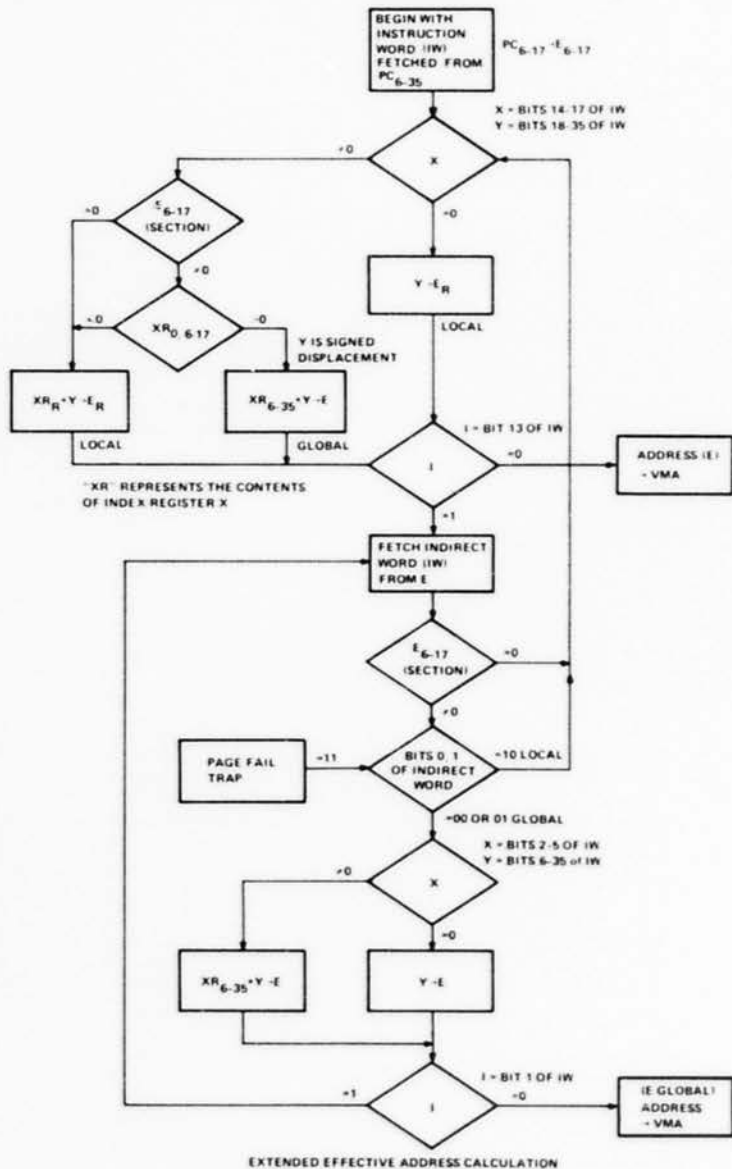 BEGIN WITH
INSTRUCTION
WORD (IW)
FETCHED FROM
PC6-35
PC6-17→E6-17
X = BITS 14-17 OF IW
Y = BITS 18-35 OF IW
≠0
X
=0
E6-17
(SECTION)
=0
≠0
Y→ER
LOCAL
XR0, 6-17
Y IS SIGNED
DISPLACEMENT
XRR+Y→ER
LOCAL
XR6-35+Y→E
GLOBAL
I = BIT 13 OF IW
I
=0
ADDRESS (E)
→VMA
"XR" REPRESENTS THE CONTENTS
OF INDEX REGISTER X
=1
FETCH INDIRECT
WORD (IW)
FROM E
E6-17
(SECTION)
=0
≠0
PAGE FAIL
TRAP
=11
BITS 0, 1
OF INDIRECT
WORD
=10 LOCAL
=00 OR 01 GLOBAL
X = BITS 2-5 OF IW
Y = BITS 6-35 of IW
≠0
X
=0
XR6-35+Y→E
Y→E
I = BIT 1 OF IW
=1
I
=0
(E GLOBAL)
ADDRESS
→VMA
EXTENDED EFFECTIVE ADDRESS CALCULATION